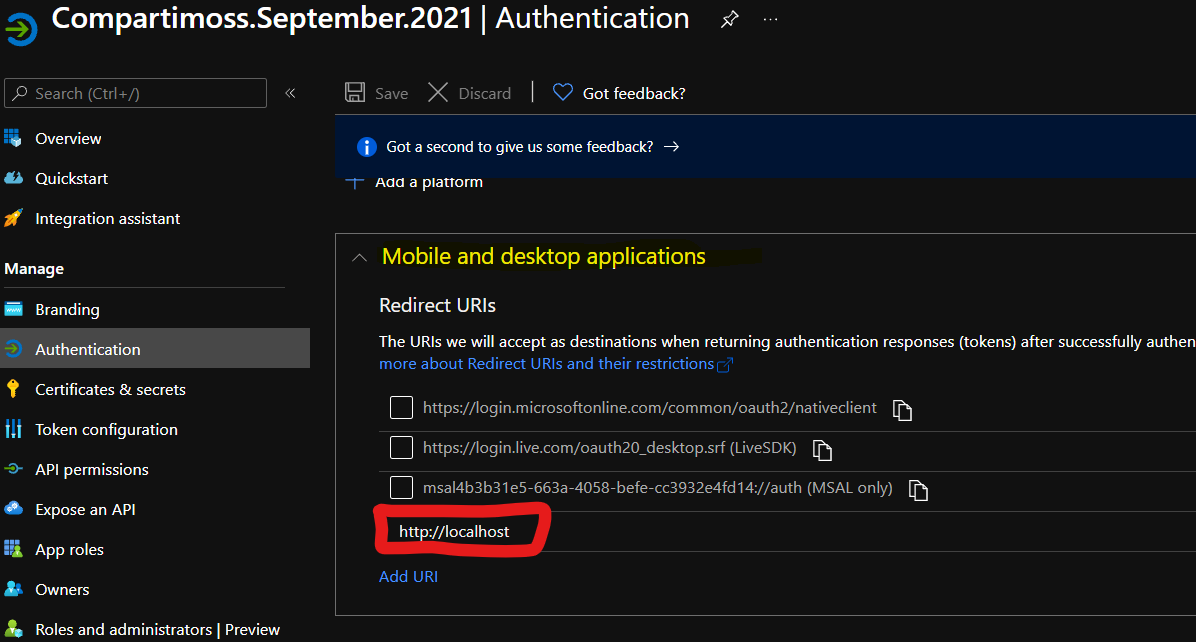 Compartimoss.September.2021 | Authentication
Search (Ctrl+/)
Overview
Quickstart
Integration assistant
Manage
Branding
Authentication
Certificates & secrets
Token configuration
API permissions
Expose an API
App roles
Owners
Roles and administrators | Preview
Save
Discard
Got feedback?
Got a second to give us some feedback?
Add a platform
Mobile and desktop applications
Redirect URIs
The URIs we will accept as destinations when returning authentication responses (tokens) after successfully authen
more about Redirect URIs and their restrictions
https://login.microsoftonline.com/common/oauth2/nativeclient
https://login.live.com/oauth20_desktop.srf (LiveSDK)
msal4b3b31e5-663a-4058-befe-cc3932e4fd14://auth (MSAL only)
http://localhost
Add URI